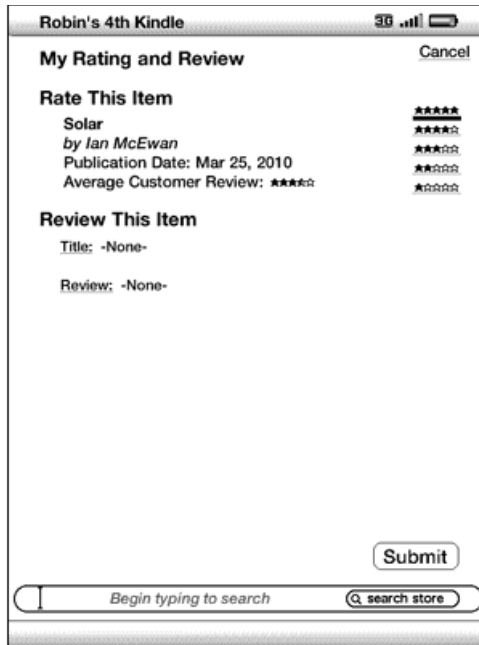 Robin's 4th Kindle 3G
My Rating and Review Cancel
Rate This Item
Solar
by Ian McEwan
Publication Date: Mar 25, 2010
Average Customer Review: ★★★⯪☆
★★★★★
★★★★☆
★★★☆☆
★★☆☆☆
★☆☆☆☆
Review This Item
Title: -None-
Review: -None-
Submit
Begin typing to search search store